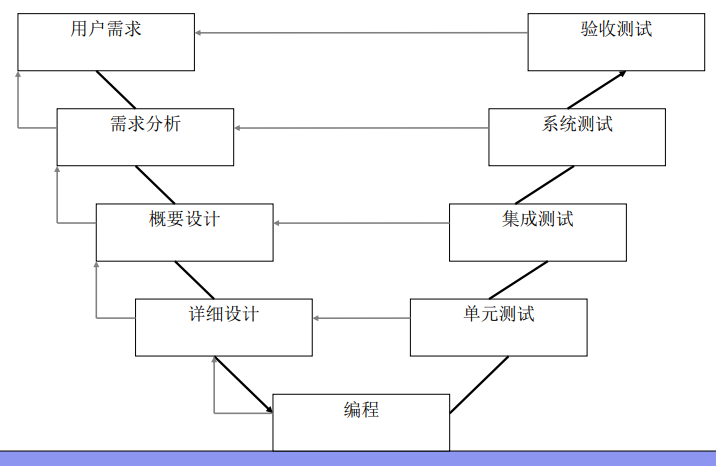 用户需求
验收测试
需求分析
系统测试
概要设计
集成测试
详细设计
单元测试
编程